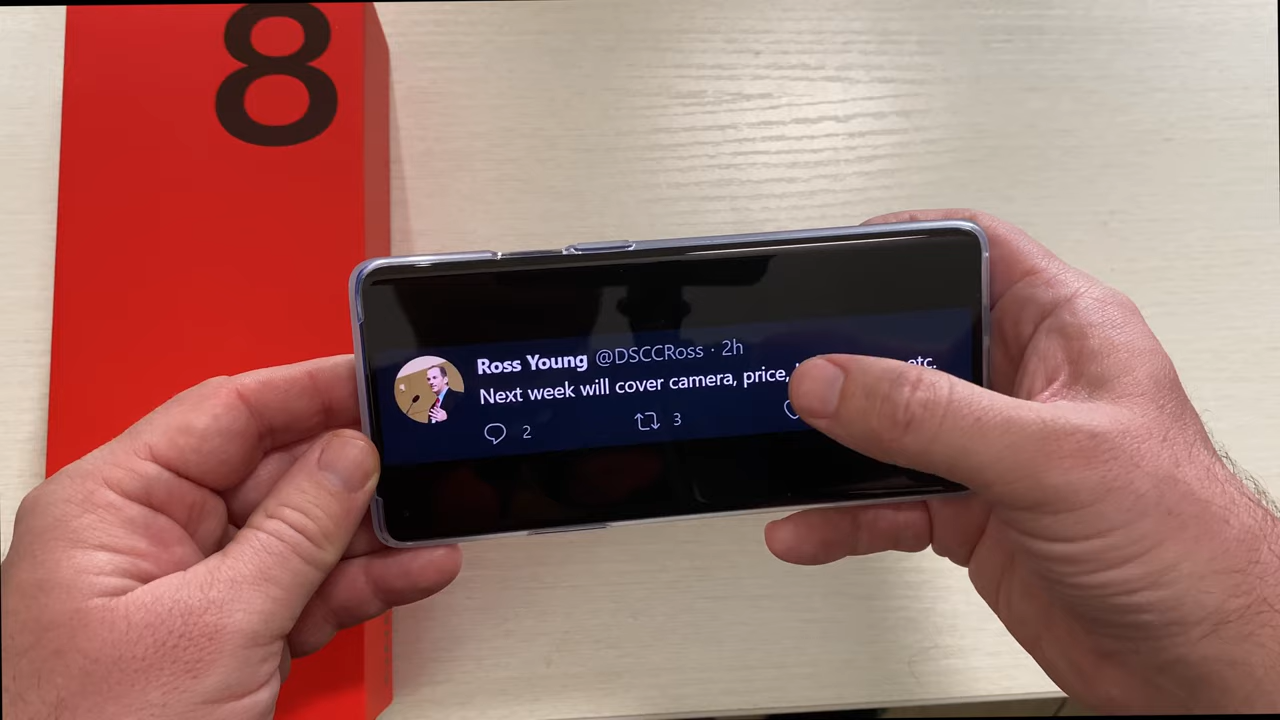 8
Ross Young @DSCCRoss · 2h
Next week will cover camera, price, etc.
2 3